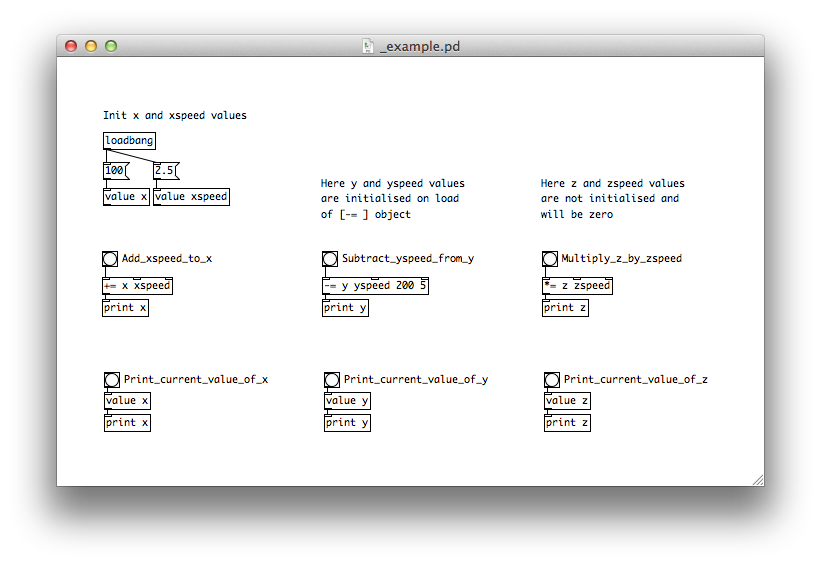 _example.pd
Init x and xspeed values
loadbang
100
2.5
value x
value xspeed
Here y and yspeed values
are initialised on load
of [-= ] object
Here z and zspeed values
are not initialised and
will be zero
Add_xspeed_to_x
+= x xspeed
print x
Subtract_yspeed_from_y
-= y yspeed 200 5
print y
Multiply_z_by_zspeed
*= z zspeed
print z
Print_current_value_of_x
value x
print x
Print_current_value_of_y
value y
print y
Print_current_value_of_z
value z
print z